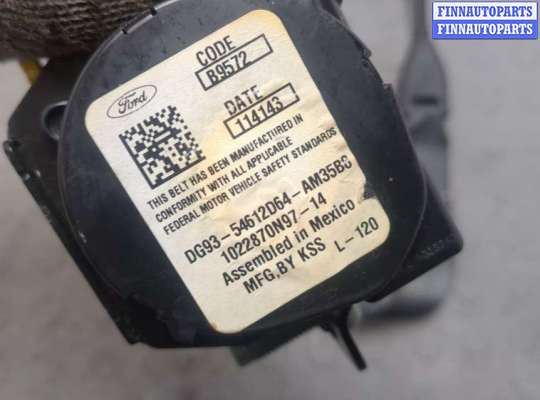 FINNAUTOPARTS
FINNAUTOPARTS
Ford
CODE
B9572
DATE
114143
THIS BELT HAS BEEN MANUFACTURED IN
CONFORMITY WITH ALL APPLICABLE
FEDERAL MOTOR VEHICLE SAFETY STANDARDS
DG93-54612D64-AM35B8
1022870N97-14
Assembled in Mexico
MFG.BY KSS L-120